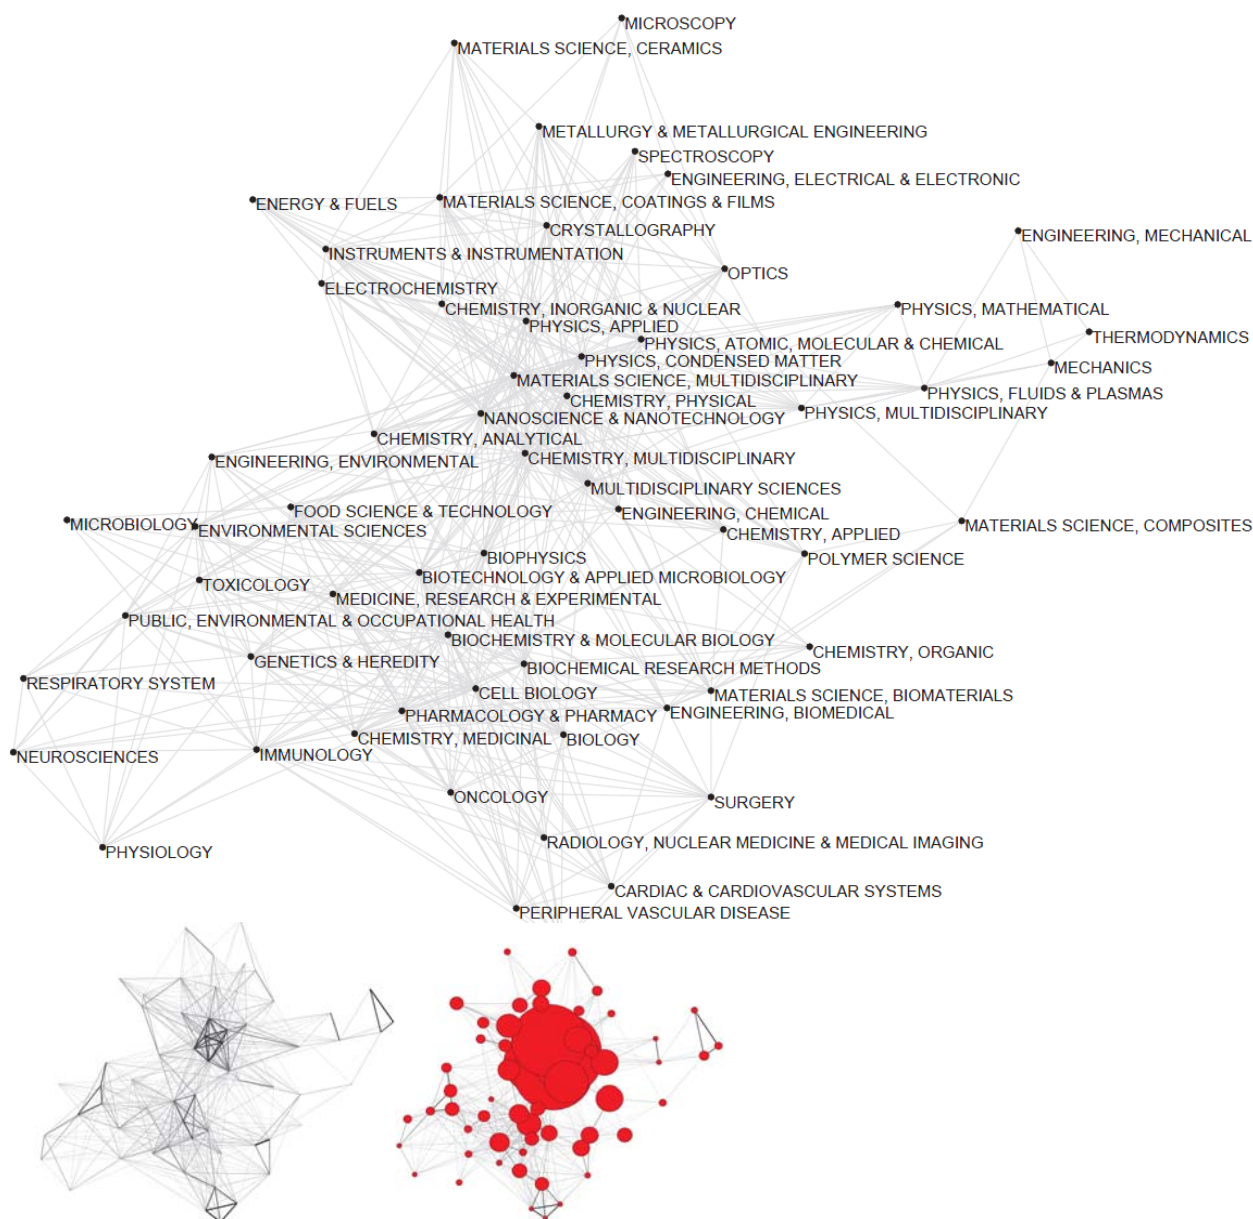 MICROSCOPY
MATERIALS SCIENCE, CERAMICS
METALLURGY & METALLURGICAL ENGINEERING
SPECTROSCOPY
ENGINEERING, ELECTRICAL & ELECTRONIC
ENERGY & FUELS
MATERIALS SCIENCE, COATINGS & FILMS
CRYSTALLOGRAPHY
ENGINEERING, MECHANICAL
INSTRUMENTS & INSTRUMENTATION
OPTICS
ELECTROCHEMISTRY
CHEMISTRY, INORGANIC & NUCLEAR
PHYSICS, MATHEMATICAL
PHYSICS, APPLIED
THERMODYNAMICS
PHYSICS, ATOMIC, MOLECULAR & CHEMICAL
PHYSICS, CONDENSED MATTER
MECHANICS
MATERIALS SCIENCE, MULTIDISCIPLINARY
PHYSICS, FLUIDS & PLASMAS
CHEMISTRY, PHYSICAL
PHYSICS, MULTIDISCIPLINARY
NANOSCIENCE & NANOTECHNOLOGY
CHEMISTRY, ANALYTICAL
CHEMISTRY, MULTIDISCIPLINARY
ENGINEERING, ENVIRONMENTAL
MULTIDISCIPLINARY SCIENCES
FOOD SCIENCE & TECHNOLOGY
ENGINEERING, CHEMICAL
MICROBIOLOGY
MATERIALS SCIENCE, COMPOSITES
ENVIRONMENTAL SCIENCES
CHEMISTRY, APPLIED
BIOPHYSICS
POLYMER SCIENCE
BIOTECHNOLOGY & APPLIED MICROBIOLOGY
TOXICOLOGY
MEDICINE, RESEARCH & EXPERIMENTAL
PUBLIC, ENVIRONMENTAL & OCCUPATIONAL HEALTH
BIOCHEMISTRY & MOLECULAR BIOLOGY
CHEMISTRY, ORGANIC
GENETICS & HEREDITY
BIOCHEMICAL RESEARCH METHODS
RESPIRATORY SYSTEM
CELL BIOLOGY
MATERIALS SCIENCE, BIOMATERIALS
PHARMACOLOGY & PHARMACY
ENGINEERING, BIOMEDICAL
CHEMISTRY, MEDICINAL
BIOLOGY
NEUROSCIENCES
IMMUNOLOGY
ONCOLOGY
SURGERY
RADIOLOGY, NUCLEAR MEDICINE & MEDICAL IMAGING
PHYSIOLOGY
CARDIAC & CARDIOVASCULAR SYSTEMS
PERIPHERAL VASCULAR DISEASE